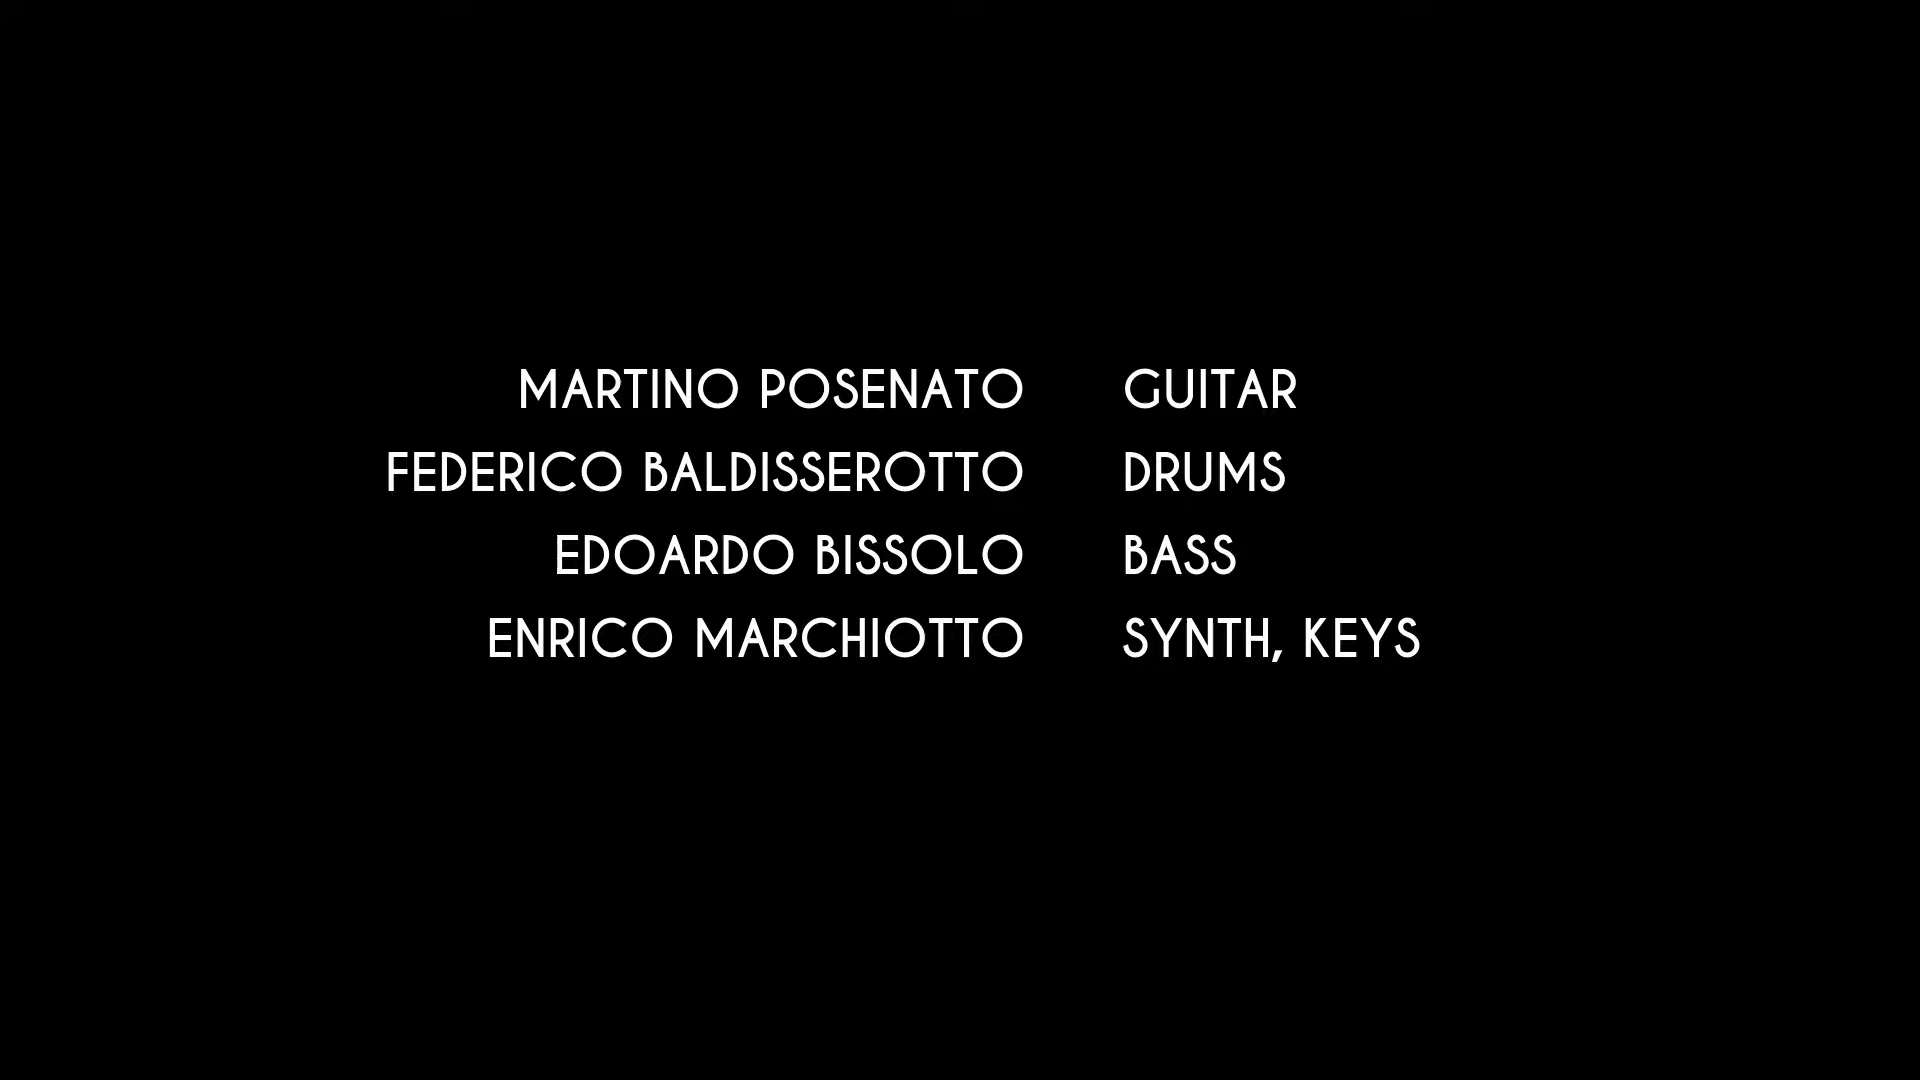 MARTINO POSENATO GUITAR
FEDERICO BALDISSEROTTO DRUMS
EDOARDO BISSOLO BASS
ENRICO MARCHIOTTO SYNTH, KEYS